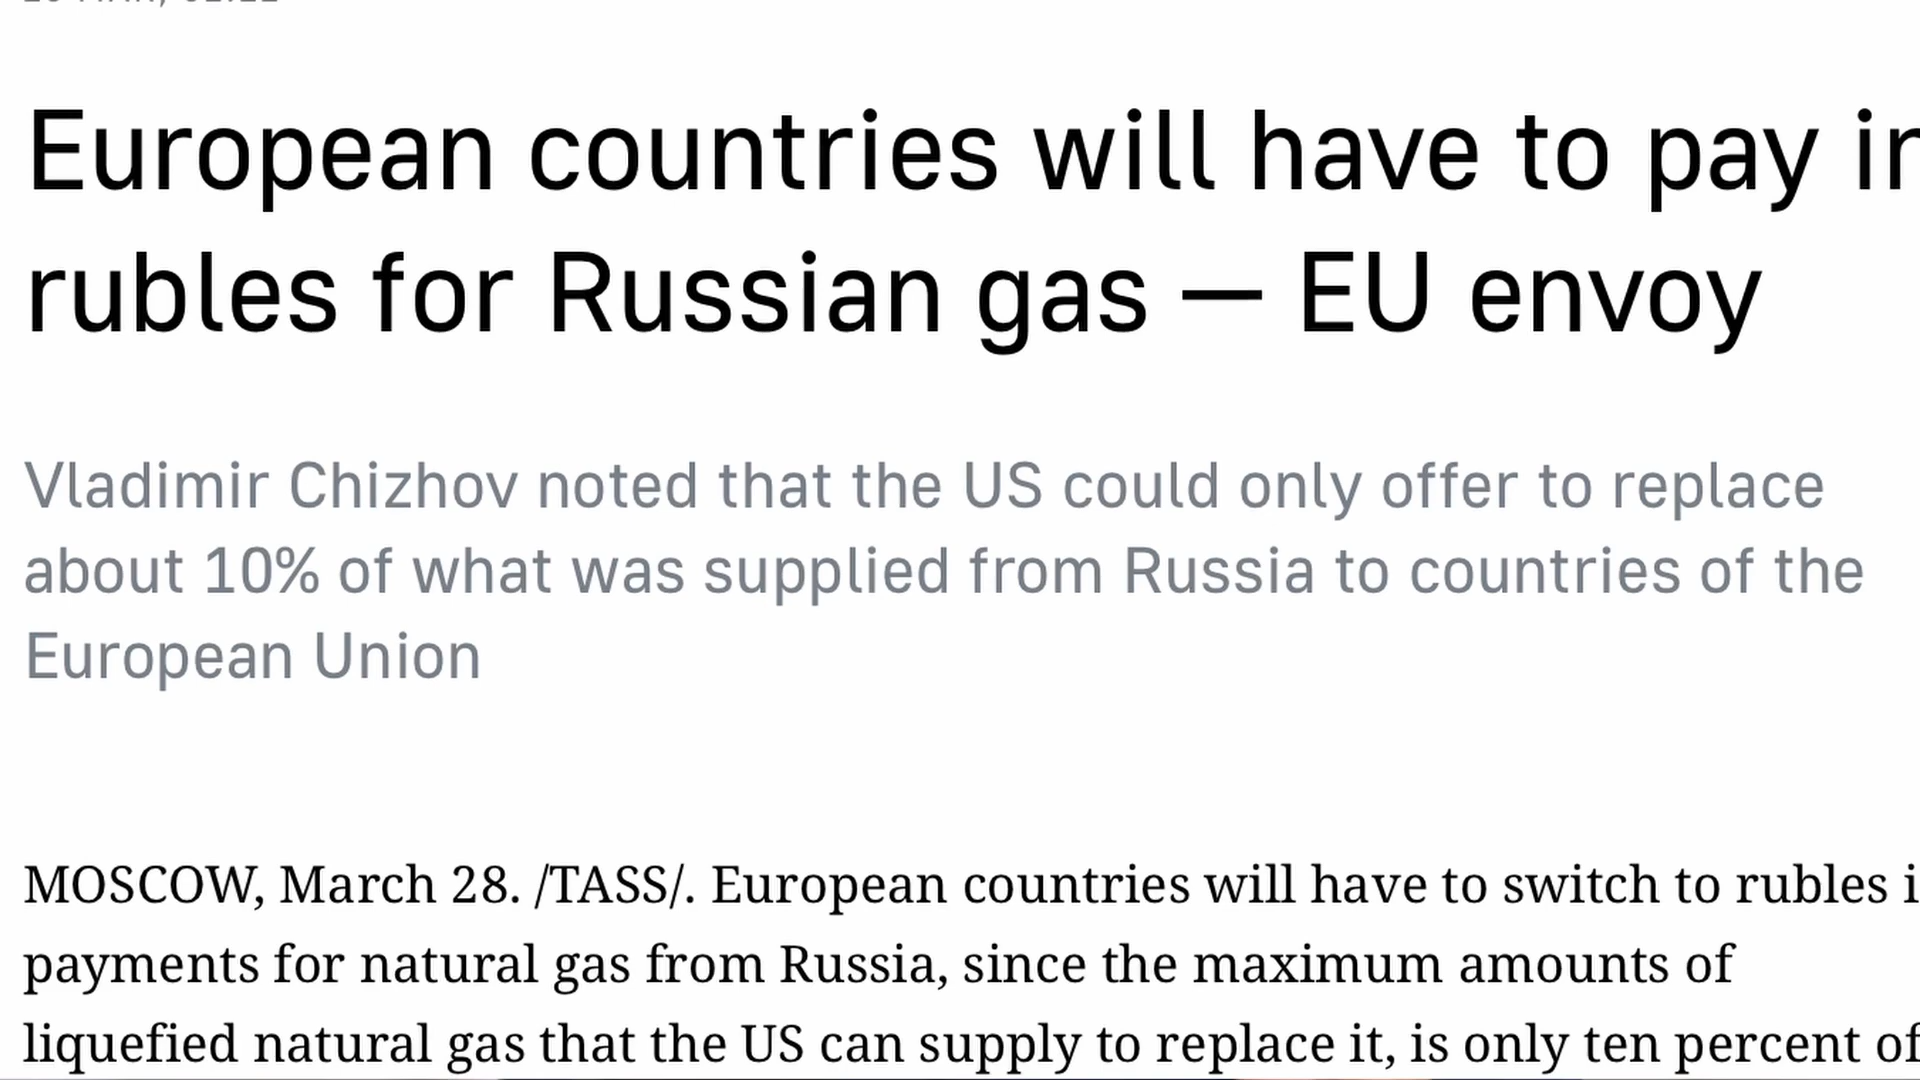 European countries will have to pay in
rubles for Russian gas — EU envoy
Vladimir Chizhov noted that the US could only offer to replace
about 10% of what was supplied from Russia to countries of the
European Union
MOSCOW, March 28. /TASS/. European countries will have to switch to rubles i
payments for natural gas from Russia, since the maximum amounts of
liquefied natural gas that the US can supply to replace it, is only ten percent of